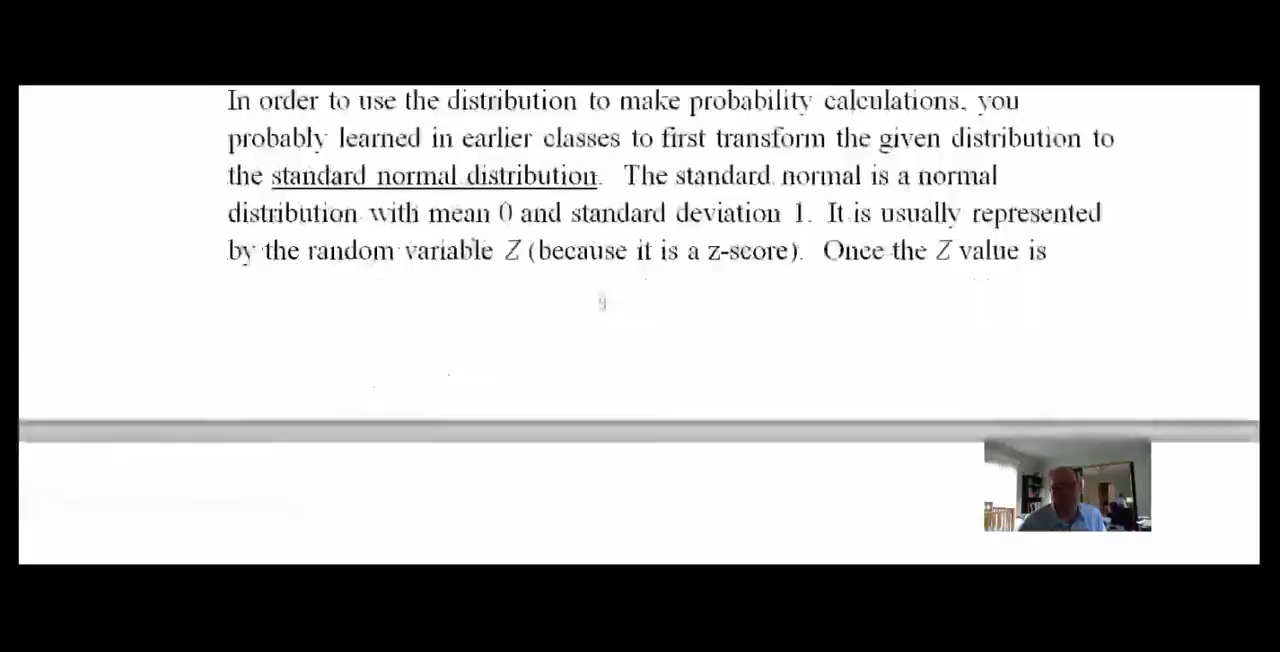 In order to use the distribution to make probability calculations, you
probably learned in earlier classes to first transform the given distribution to
the standard normal distribution. The standard normal is a normal
distribution with mean 0 and standard deviation 1. It is usually represented
by the random variable Z (because it is a z-score). Once the Z value is
9